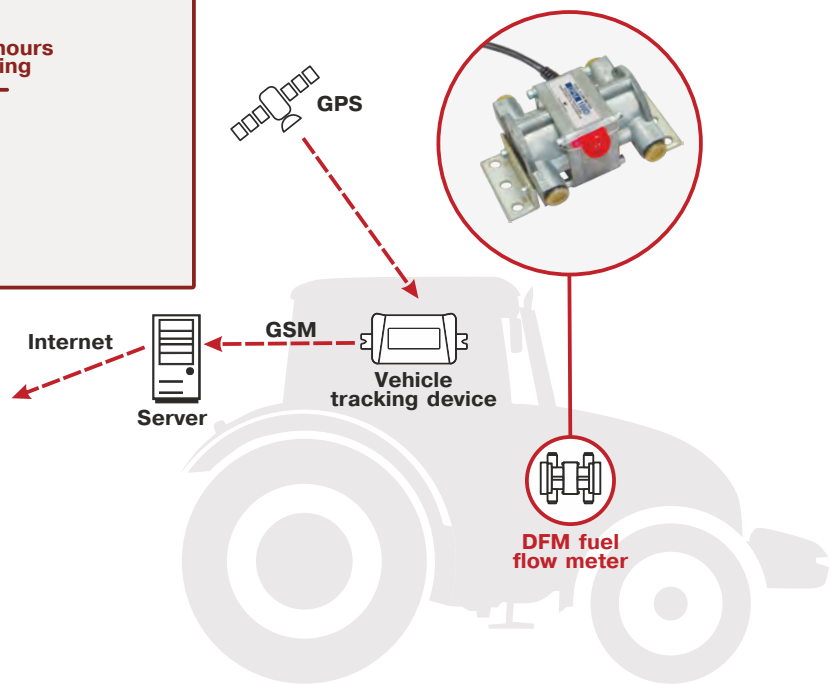 hours
ing
GPS
Internet
GSM
Server
Vehicle
tracking device
DFM fuel
flow meter